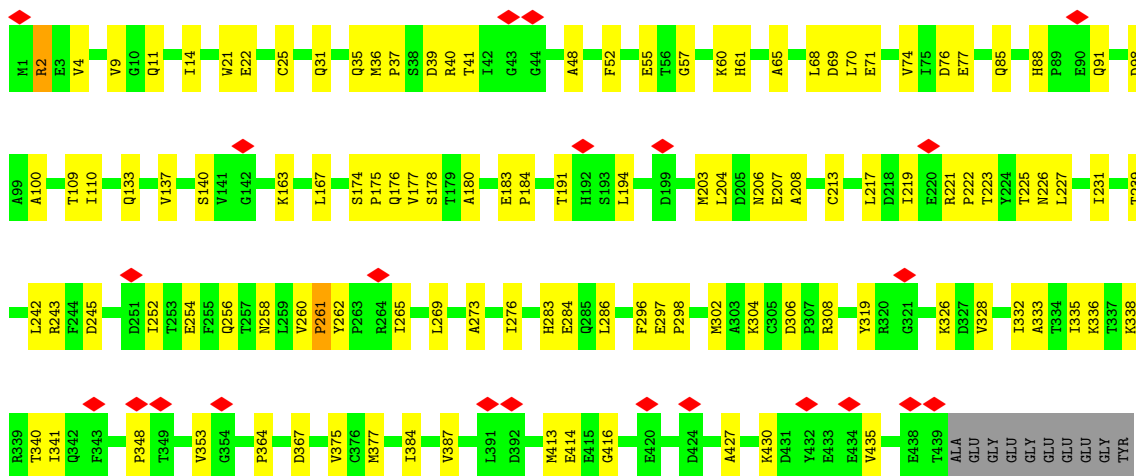 M1 R2 E3 V4 V9 G10 Q11 I14 W21 E22 C25 Q31 Q35 M36 P37 S38 D39 R40 T41 I42 G43 G44 A48 F52 E55 T56 G57 K60 H61 A65 L68 D69 L70 E71 V74 I75 D76 E77 Q85 H88 P89 E90 Q91 D98
A99 A100 T109 I110 Q133 V137 S140 V141 G142 K163 L167 S174 P175 Q176 V177 S178 T179 A180 E183 P184 T191 H192 S193 L194 D199 M203 L204 D205 N206 E207 A208 C213 L217 D218 I219 E220 R221 P222 T223 Y224 T225 N226 L227 I231
L242 R243 F244 D245 D251 I252 T253 E254 F255 Q256 T257 N258 L259 V260 P261 Y262 P263 R264 I265 L269 A273 I276 H283 E284 Q285 L286 F296 E297 P298 M302 A303 K304 C305 D306 P307 R308 Y319 R320 G321 K326 D327 V328 I332 A333 T334 I335 K336 T337 K338
R339 T340 I341 Q342 F343 P348 T349 V353 G354 P364 D367 V375 C376 M377 I384 V387 L391 D392 M413 E414 E415 G416 E420 D424 A427 K430 D431 Y432 E433 E434 V435 E438 T439 ALA GLU GLY GLU GLY GLU GLU GLU GLY TYR